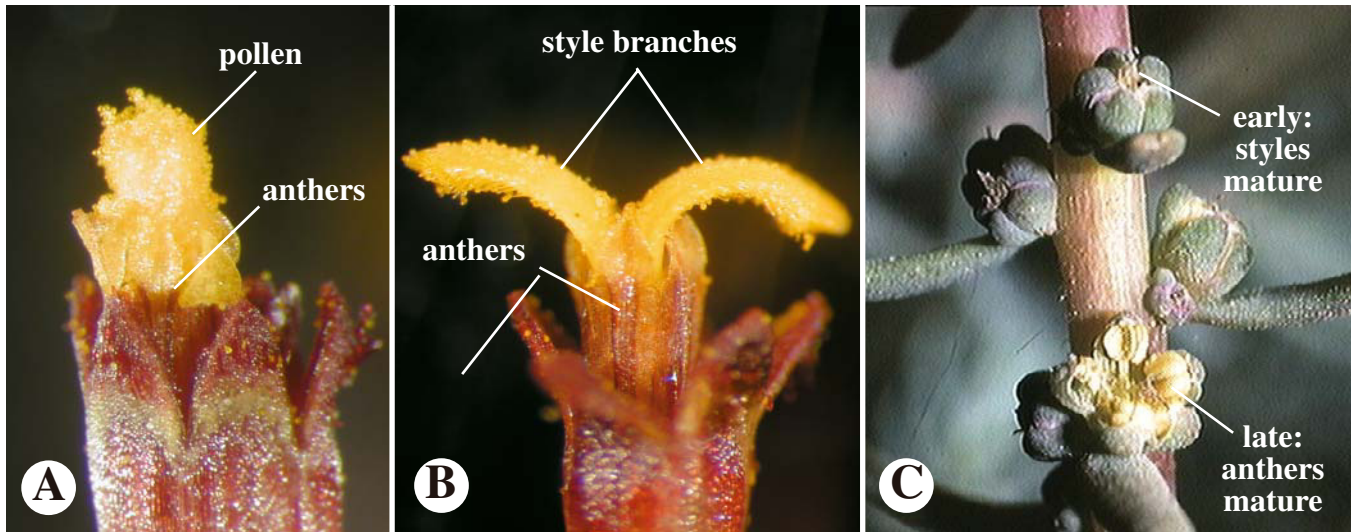 pollen
anthers
A
style branches
anthers
B
early:
styles
mature
late:
anthers
mature
C